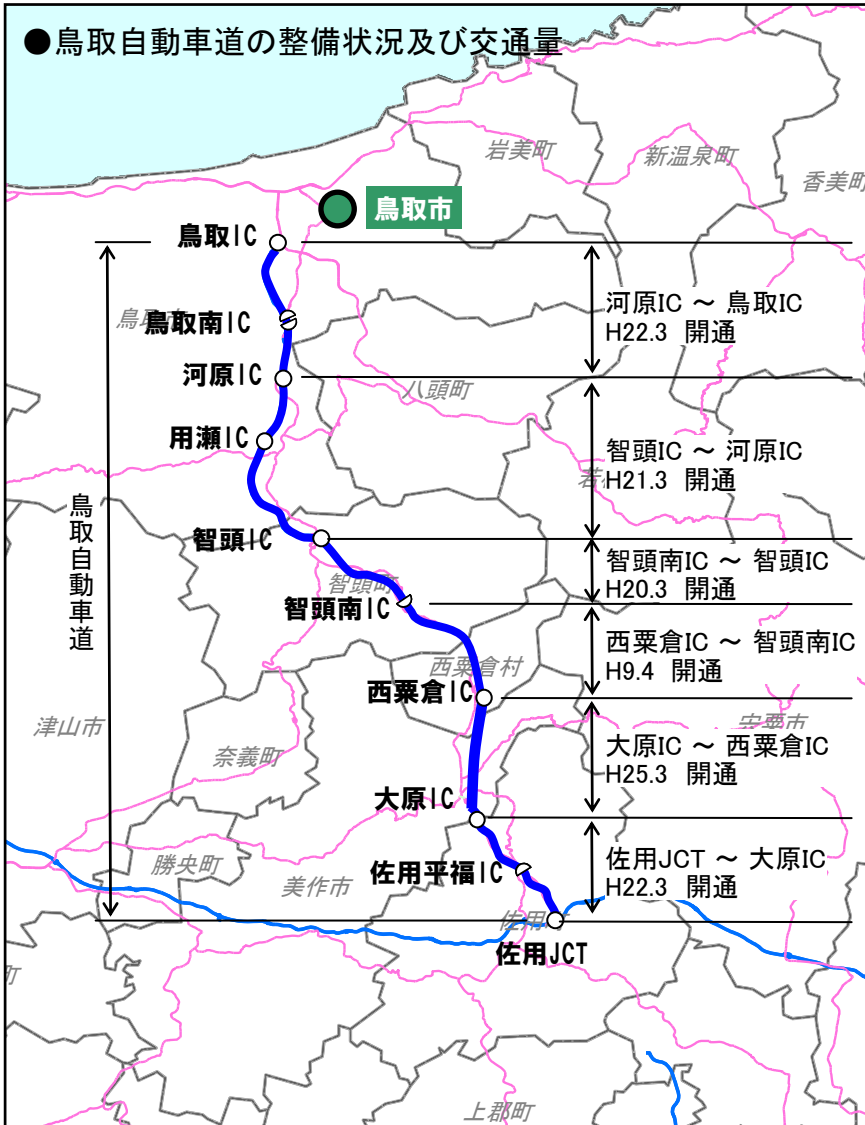 ●鳥取自動車道の整備状況及び交通量
岩美町
新温泉町
香美町
鳥取市
鳥取IC
河原IC ～ 鳥取IC
H22.3 開通
鳥取南IC
河原IC
八頭町
用瀬IC
智頭IC ～ 河原IC
H21.3 開通
鳥取自動車道
智頭IC
智頭南IC ～ 智頭IC
H20.3 開通
智頭町
智頭南IC
西粟倉IC ～ 智頭南IC
H9.4 開通
西粟倉村
西粟倉IC
津山市
宍粟市
大原IC ～ 西粟倉IC
H25.3 開通
奈義町
大原IC
勝央町
美作市
佐用平福IC
佐用JCT ～ 大原IC
H22.3 開通
佐用
佐用JCT
町
上郡町